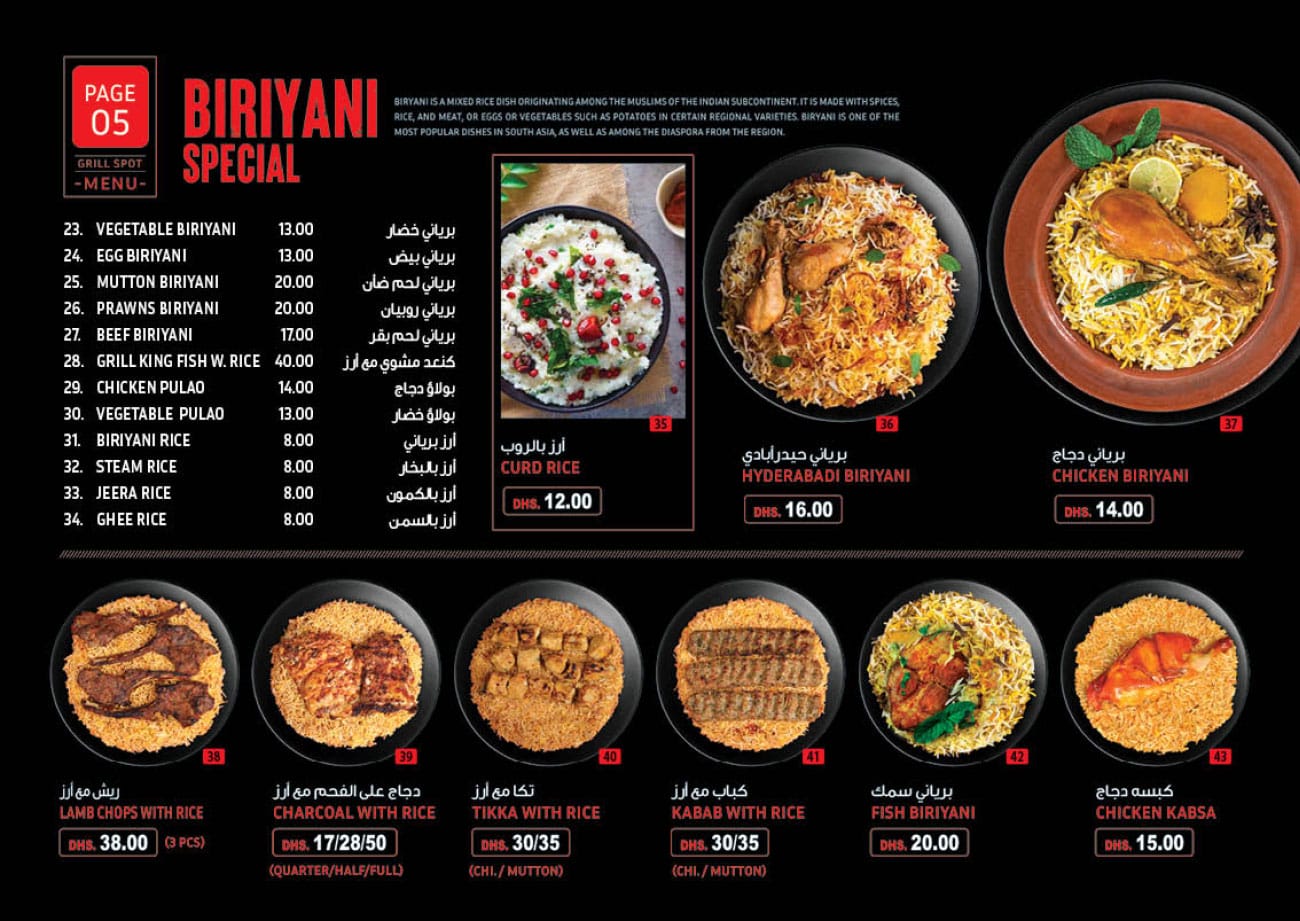 PAGE
05
GRILL SPOT
-MENU-
BIRIYANI
SPECIAL
BIRYANI IS A MIXED RICE DISH ORIGINATING AMONG THE MUSLIMS OF THE INDIAN SUBCONTINENT. IT IS MADE WITH SPICES,
RICE, AND MEAT, OR EGGS OR VEGETABLES SUCH AS POTATOES IN CERTAIN REGIONAL VARIETIES. BIRYANI IS ONE OF THE
MOST POPULAR DISHES IN SOUTH ASIA, AS WELL AS AMONG THE DIASPORA FROM THE REGION.
23. VEGETABLE BIRIYANI 13.00 برياني خضار
24. EGG BIRIYANI 13.00 برياني بيض
25. MUTTON BIRIYANI 20.00 برياني لحم ضأن
26. PRAWNS BIRIYANI 20.00 برياني روبيان
27. BEEF BIRIYANI 17.00 برياني لحم بقر
28. GRILL KING FISH W. RICE 40.00 كنعد مشوي مع أرز
29. CHICKEN PULAO 14.00 بولاؤ دجاج
30. VEGETABLE PULAO 13.00 بولاؤ خضار
31. BIRIYANI RICE 8.00 أرز برياني
32. STEAM RICE 8.00 أرز بالبخار
33. JEERA RICE 8.00 أرز بالكمون
34. GHEE RICE 8.00 أرز بالسمن
35
أرز بالروب
CURD RICE
DHS. 12.00
36
برياني حيدرأبادي
HYDERABADI BIRIYANI
DHS. 16.00
37
برياني دجاج
CHICKEN BIRIYANI
DHS. 14.00
38
ريش مع أرز
LAMB CHOPS WITH RICE
DHS. 38.00 (3 PCS)
39
دجاج على الفحم مع أرز
CHARCOAL WITH RICE
DHS. 17/28/50
(QUARTER/HALF/FULL)
40
تكا مع أرز
TIKKA WITH RICE
DHS. 30/35
(CHI./ MUTTON)
41
كباب مع أرز
KABAB WITH RICE
DHS. 30/35
(CHI./ MUTTON)
42
برياني سمك
FISH BIRIYANI
DHS. 20.00
43
كبسه دجاج
CHICKEN KABSA
DHS. 15.00